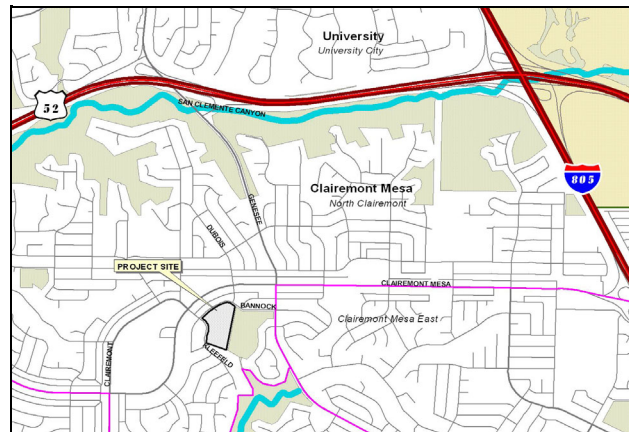 University
University City
52
SAN CLEMENTE CANYON
805
Clairemont Mesa
North Clairemont
GENESEE
DUBOIS
PROJECT SITE
CLAIREMONT MESA
BANNOCK
Clairemont Mesa East
KLEEFELD
CLAIREMONT